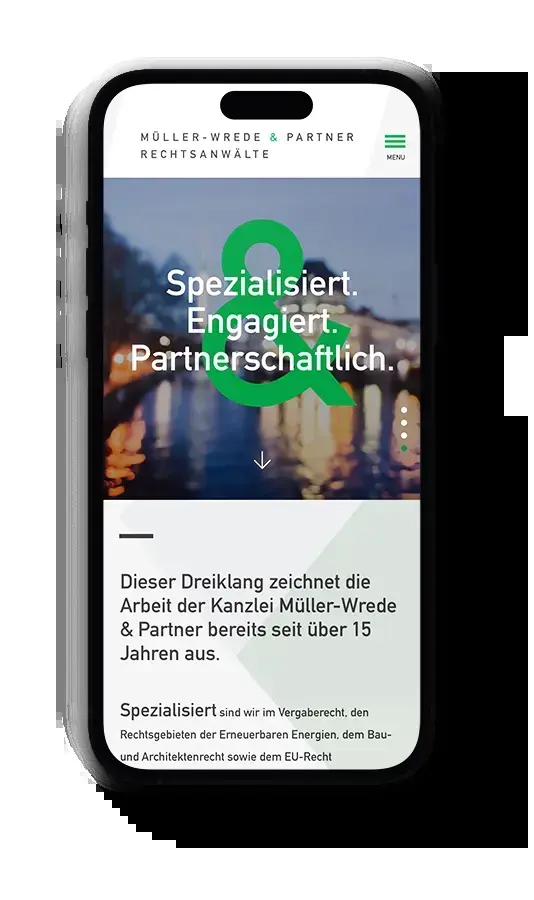 MÜLLER-WREDE & PARTNER
RECHTSANWÄLTE
MENU
&
Spezialisiert.
Engagiert.
Partnerschaftlich.
Dieser Dreiklang zeichnet die
Arbeit der Kanzlei Müller-Wrede
& Partner bereits seit über 15
Jahren aus.
Spezialisiert sind wir im Vergaberecht, den
Rechtsgebieten der Erneuerbaren Energien, dem Bau-
und Architektenrecht sowie dem EU-Recht